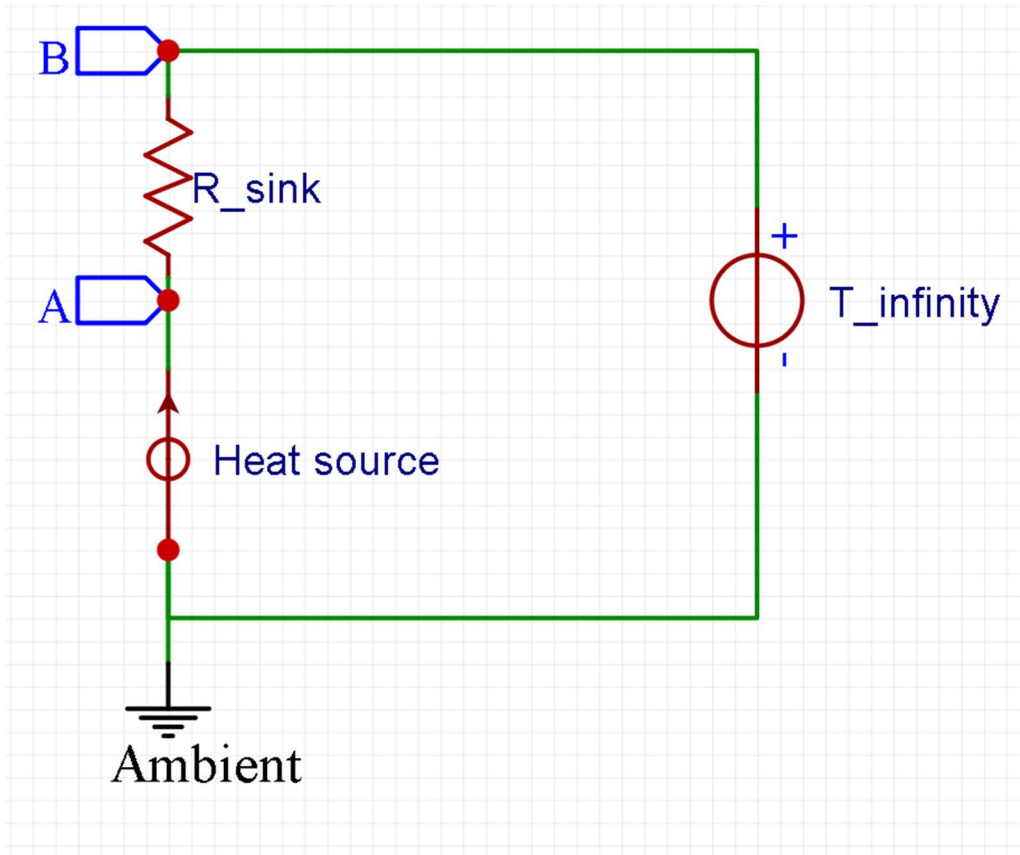 B
R_sink
+
A
T_infinity
-
Heat source
Ambient